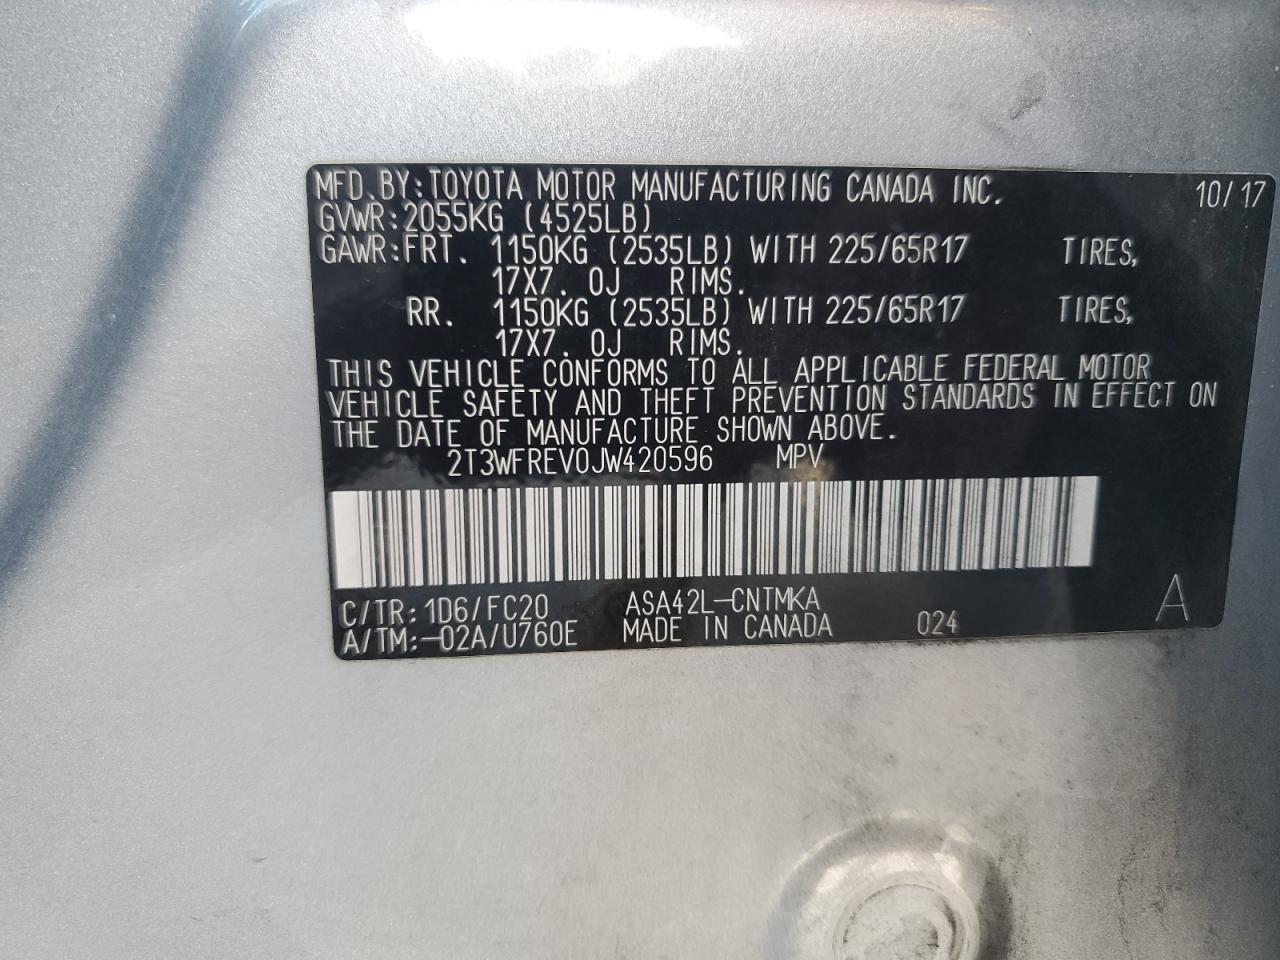 MFD.BY:TOYOTA MOTOR MANUFACTURING CANADA INC. 10/17
GVWR:2055KG (4525LB)
GAWR:FRT. 1150KG (2535LB) WITH 225/65R17 TIRES,
17X7. 0J RIMS.
RR. 1150KG (2535LB) WITH 225/65R17 TIRES,
17X7. 0J RIMS.
THIS VEHICLE CONFORMS TO ALL APPLICABLE FEDERAL MOTOR
VEHICLE SAFETY AND THEFT PREVENTION STANDARDS IN EFFECT ON
THE DATE OF MANUFACTURE SHOWN ABOVE.
2T3WFREV0JW420596 MPV
C/TR: 1D6/FC20 ASA42L-CNTMKA A
A/TM:-02A/U760E MADE IN CANADA 024